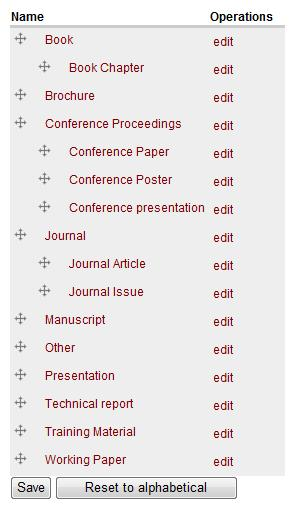 Name Operations
Book edit
Book Chapter edit
Brochure edit
Conference Proceedings edit
Conference Paper edit
Conference Poster edit
Conference presentation edit
Journal edit
Journal Article edit
Journal Issue edit
Manuscript edit
Other edit
Presentation edit
Technical report edit
Training Material edit
Working Paper edit
Save Reset to alphabetical